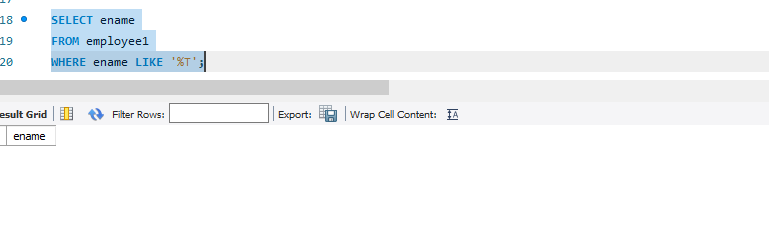 18 SELECT ename
19 FROM employee1
20 WHERE ename LIKE '%T';
esult Grid Filter Rows: Export: Wrap Cell Content:
ename